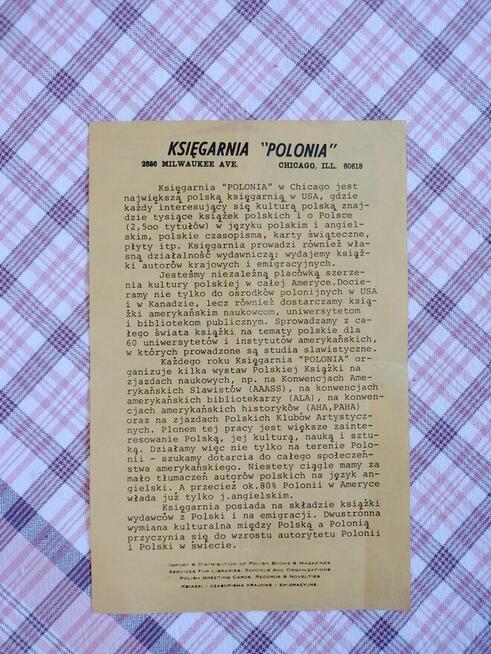 KSIĘGARNIA "POLONIA"
2886 MILWAUKEE AVE. CHICAGO, ILL. 60618
Księgarnia "POLONIA" w Chicago jest
największą polską księgarnią w USA, gdzie
każdy interesujący się kulturą polską znaj-
dzie tysiące książek polskich i o Polsce
(2,5oo tytułów) w języku polskim i angiel-
skim, polskie czasopisma, karty świąteczne,
płyty itp. Księgarnia prowadzi również wła-
sną działalność wydawniczą; wydajemy książ-
ki autorów krajowych i emigracyjnych.
Jesteśmy niezależną placówką szerze-
nia kultury polskiej w całej Ameryce.Docie-
ramy nie tylko do ośrodków polonijnych w USA
i w Kanadzie, lecz również dostarczamy ksią-
żki amerykańskim naukowcom, uniwersytetom
i bibliotekom publicznym. Sprowadzamy z ca-
łego świata książki na tematy polskie dla
60 uniwersytetów i instytutów amerykańskich,
w których prowadzone są studia slawistyczne.
Każdego roku Księgarnia "POLONIA" or-
ganizuje kilka wystaw Polskiej Książki na
zjazdach naukowych, np. na Konwencjach Ame-
rykańskich Slawistów (AAASS), na konwencjach
amerykańskich bibliotekarzy (ALA), na konwen-
cjach amerykańskich historyków (AHA,PAHA)
oraz na zjazdach Polskich Klubów Artystycz-
nych. Plonem tej pracy jest większe zainte-
resowanie Polską, jej kulturą, nauką i sztu-
ką. Działamy więc nie tylko na terenie Polo-
nii - szukamy dotarcia do całego społeczeń-
stwa amerykańskiego. Niestety ciągle mamy za
mało tłumaczeń autorów polskich na język an-
gielski. A przecież ok.80% Polonii w Ameryce
włada już tylko j.angielskim.
Księgarnia posiada na składzie książki
wydawców z Polski i na emigracji. Dwustronna
wymiana kulturalna między Polską a Polonią
przyczynia się do wzrostu autorytetu Polonii
i Polski w świecie.
Import & Distribution of Polish Books & Magazines
Services For Libraries, Schools And Organizations
Polish Greeting Cards, Records & Novelties
Książki i czasopisma krajowe i emigracyjne.